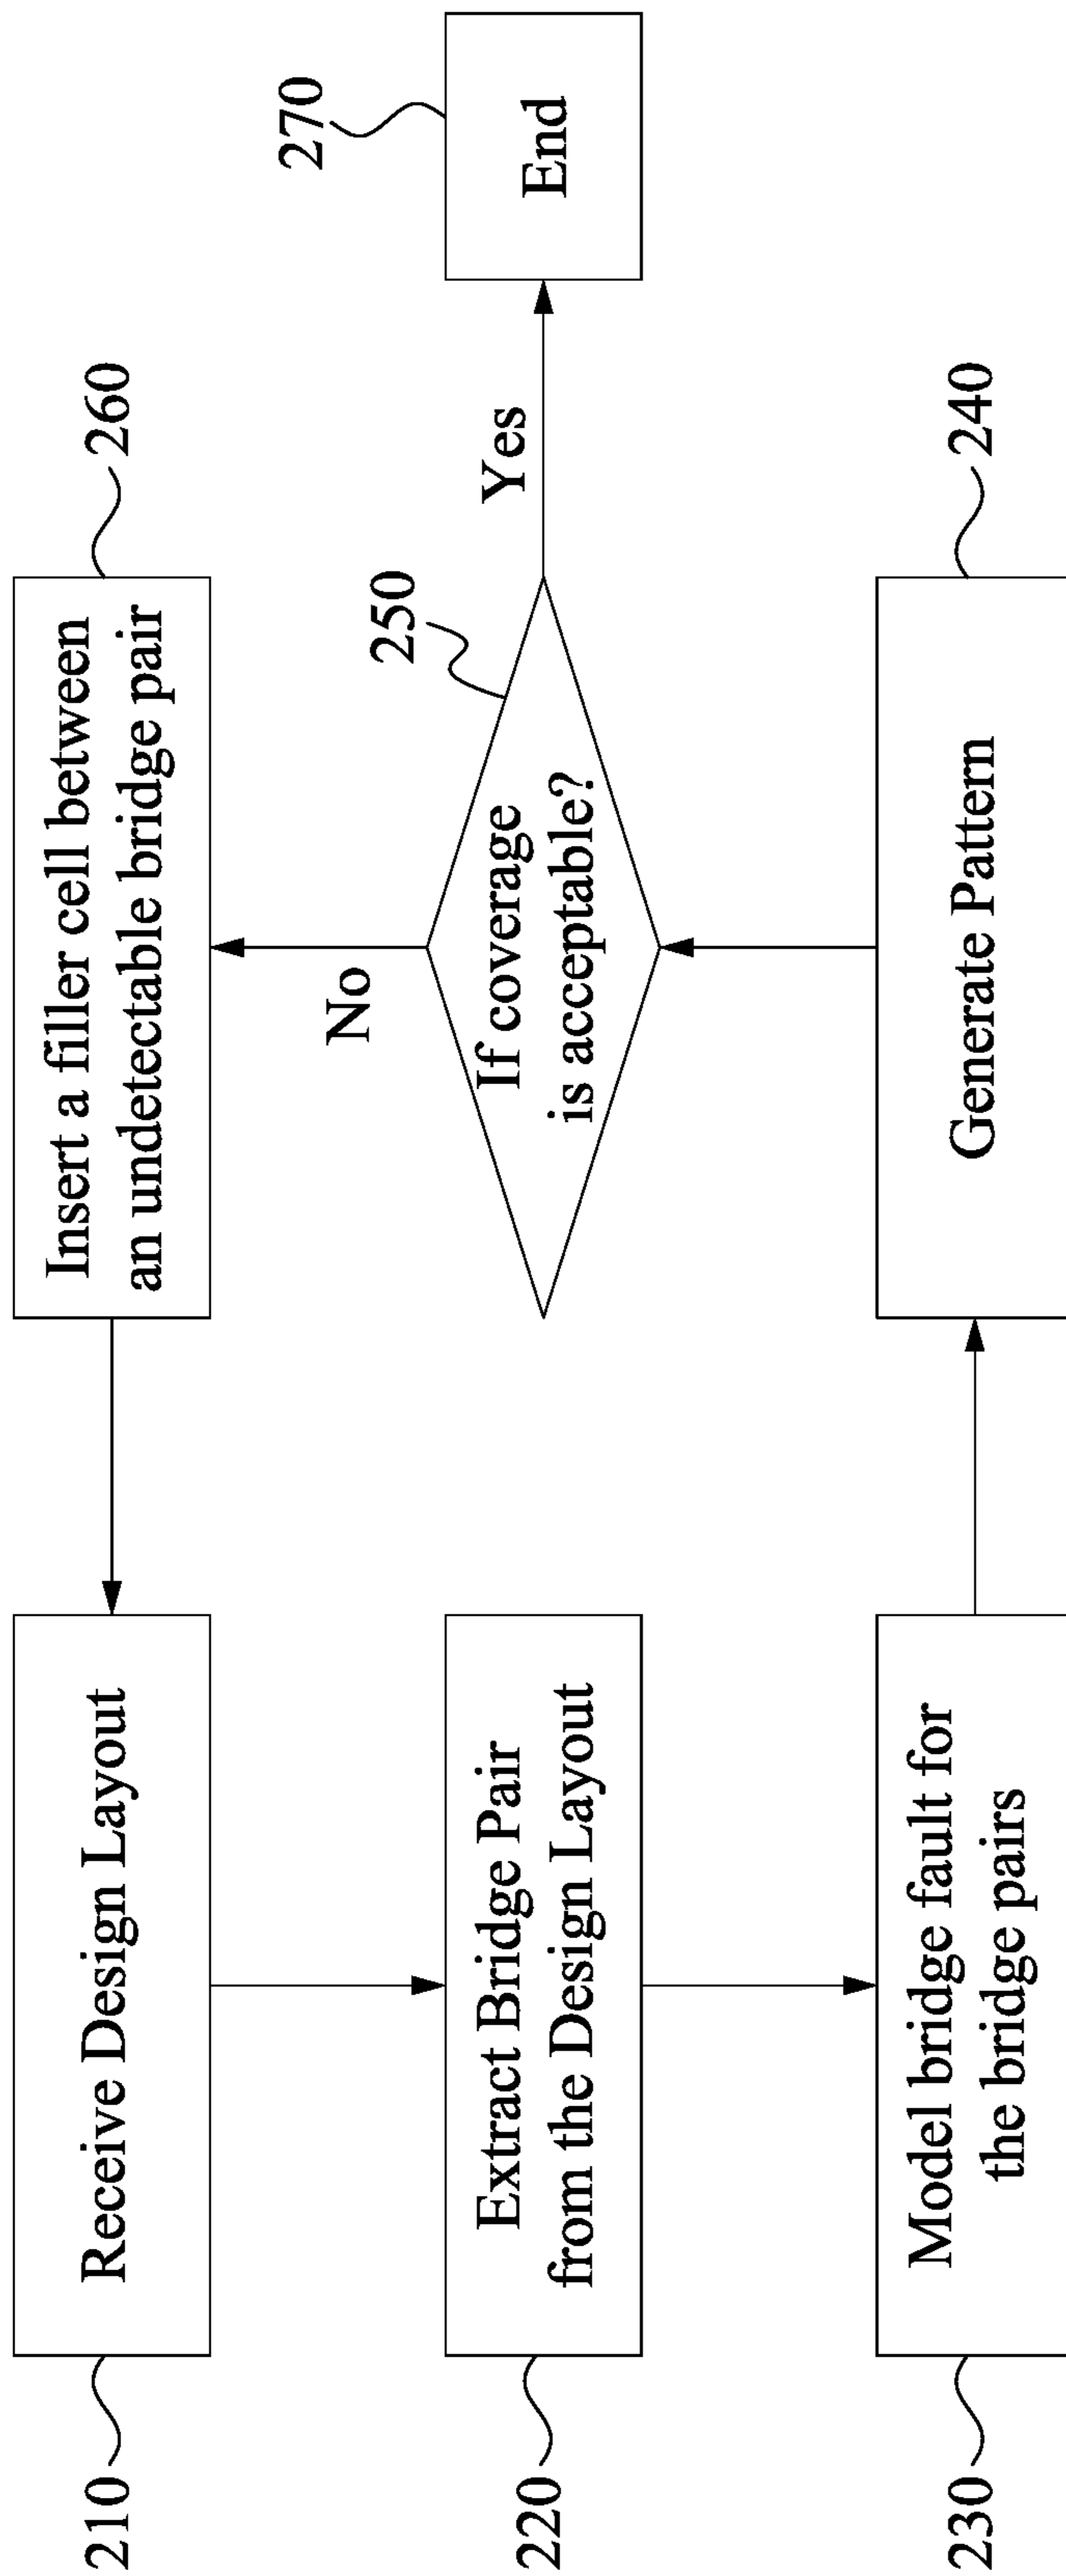 210
Receive Design Layout
220
Extract Bridge Pair
from the Design Layout
230
Model bridge fault for
the bridge pairs
240
Generate Pattern
250
If coverage
is acceptable?
No
Yes
260
Insert a filler cell between
an undetectable bridge pair
270
End